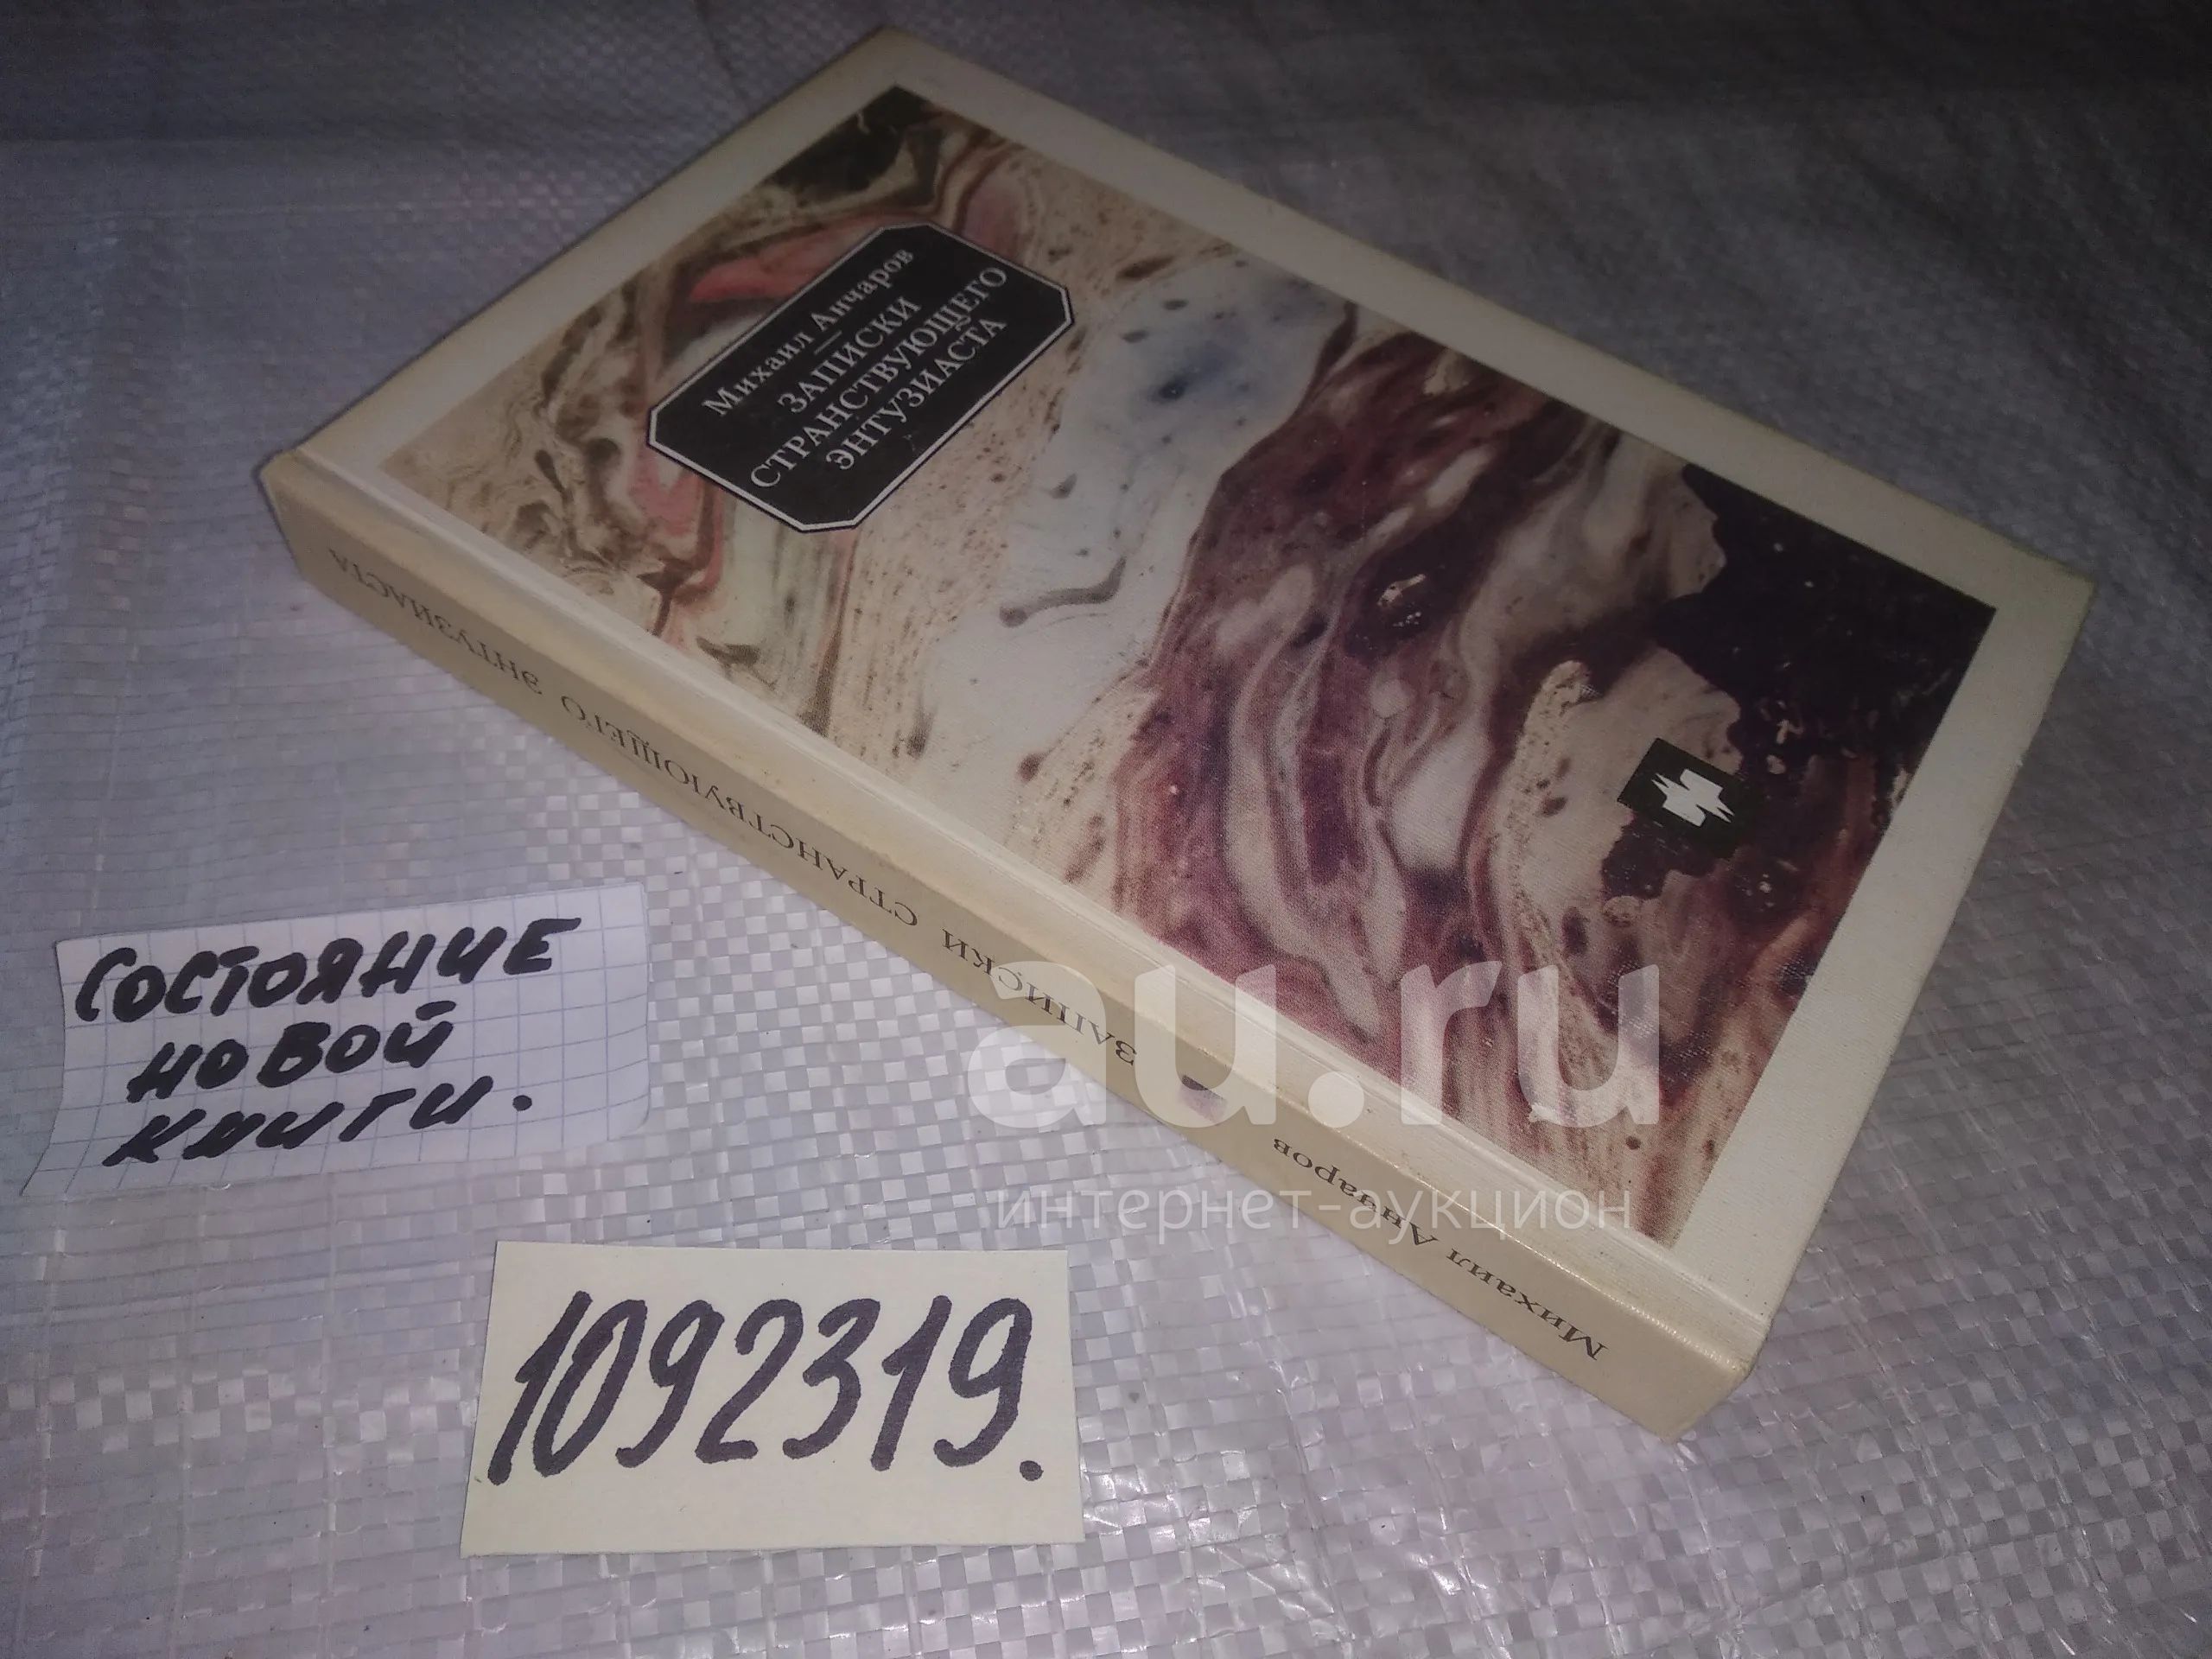 Михаил Анчаров
ЗАПИСКИ
СТРАНСТВУЮЩЕГО
ЭНТУЗИАСТА
Михаил Анчаров ЗАПИСКИ СТРАНСТВУЮЩЕГО ЭНТУЗИАСТА
СОСТОЯНИЕ
НОВОЙ
КНИГИ.
1092319.
au.ru
интернет-аукцион